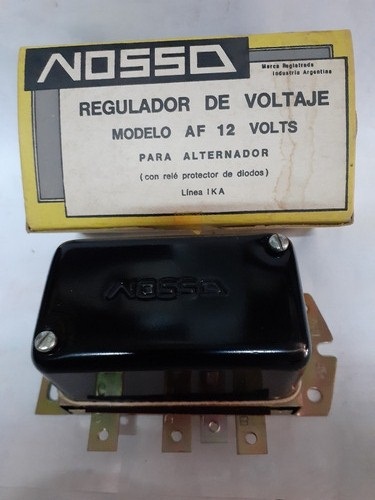 NOSSO
Marca Registrada
Industria Argentina
REGULADOR DE VOLTAJE
MODELO AF 12 VOLTS
PARA ALTERNADOR
(con relé protector de diodos)
Línea IKA
NOSSO